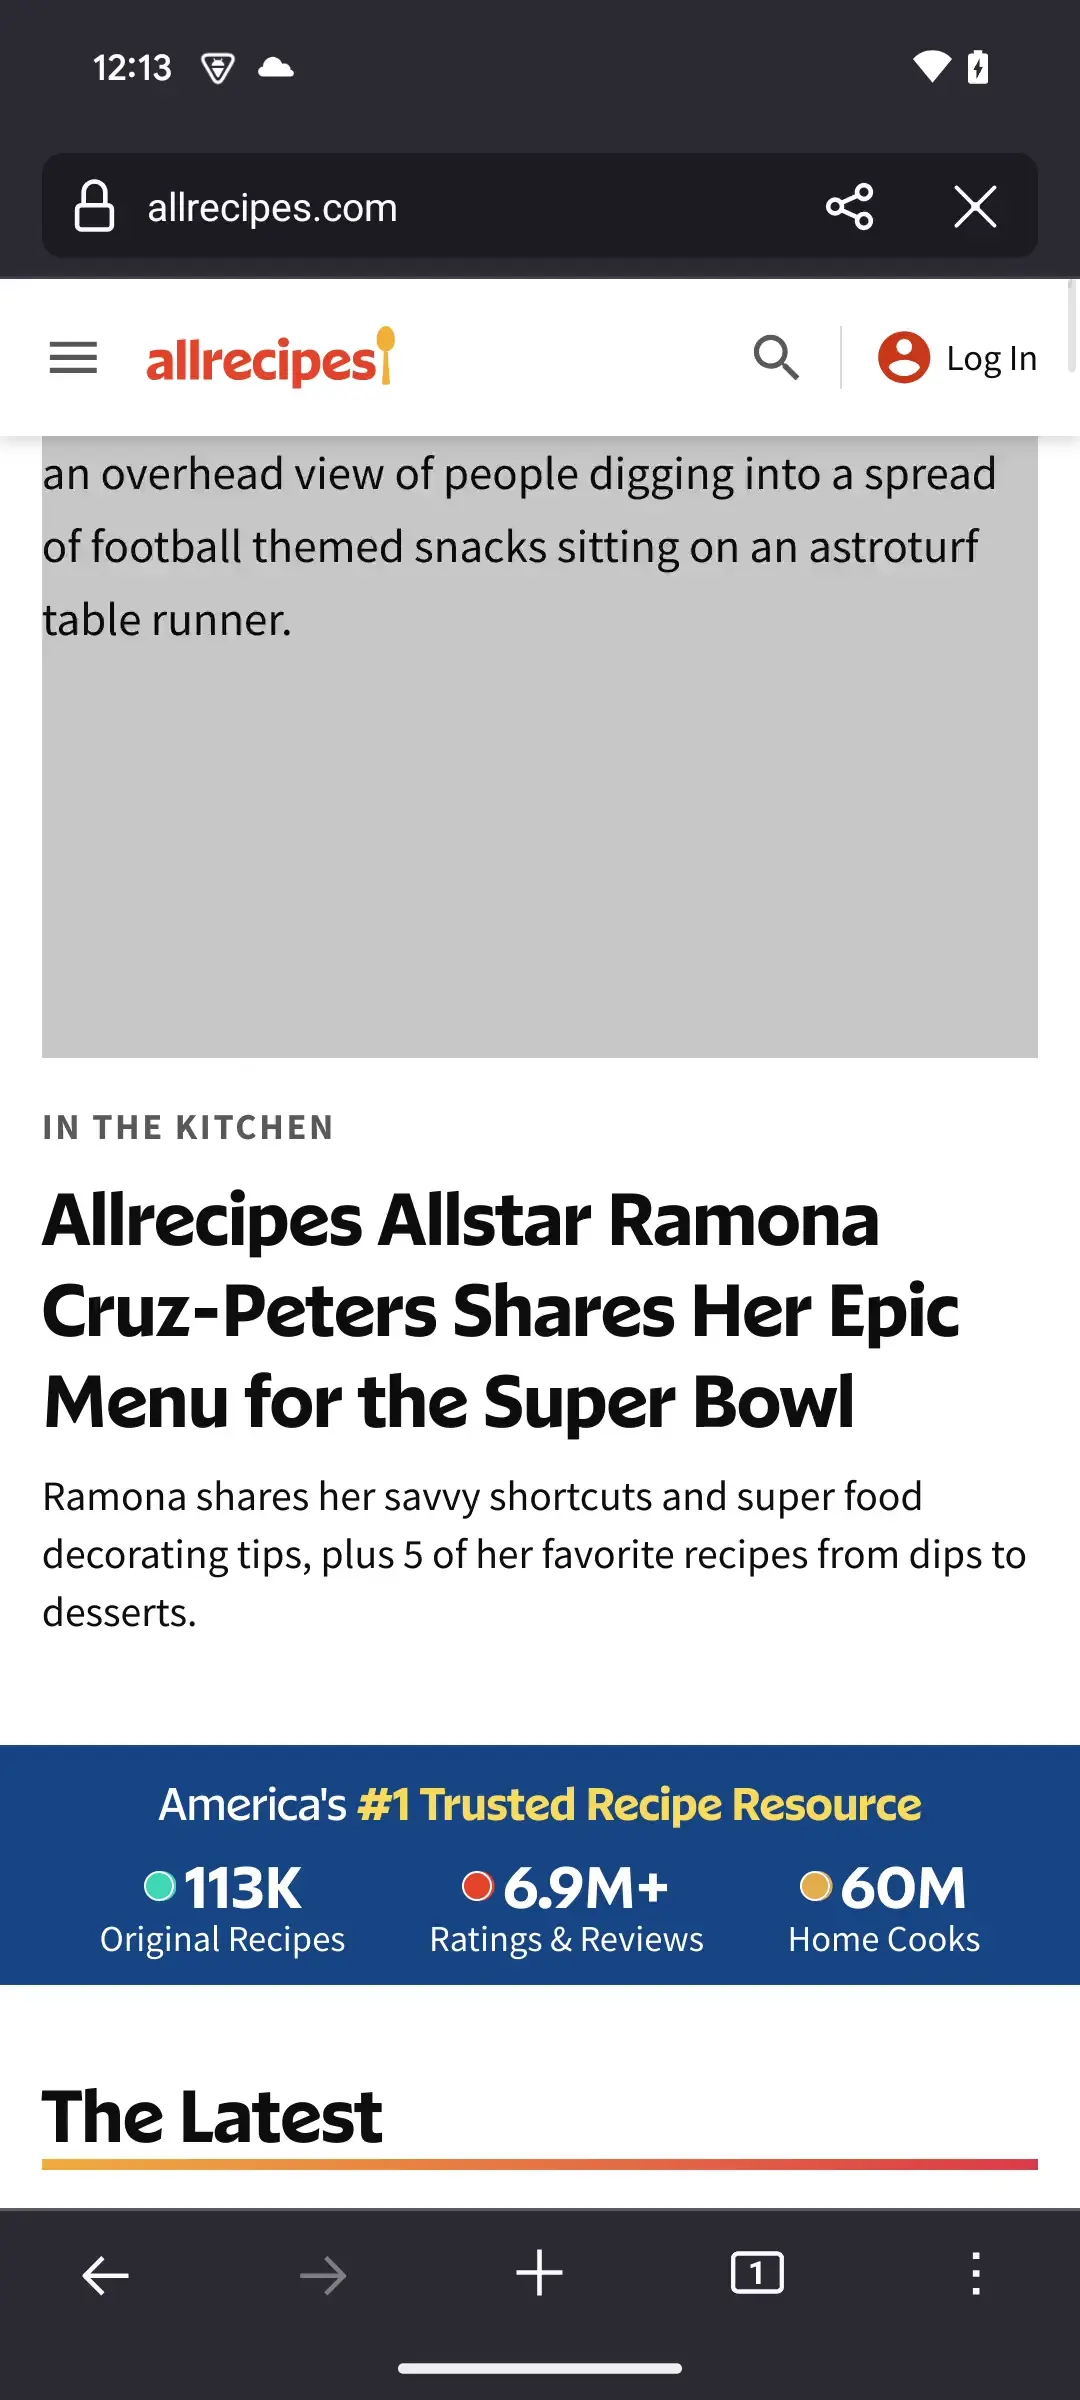 12:13
allrecipes.com
allrecipes
Log In
an overhead view of people digging into a spread
of football themed snacks sitting on an astroturf
table runner.
IN THE KITCHEN
Allrecipes Allstar Ramona
Cruz-Peters Shares Her Epic
Menu for the Super Bowl
Ramona shares her savvy shortcuts and super food
decorating tips, plus 5 of her favorite recipes from dips to
desserts.
America's #1 Trusted Recipe Resource
113K 6.9M+ 60M
Original Recipes Ratings & Reviews Home Cooks
The Latest
1